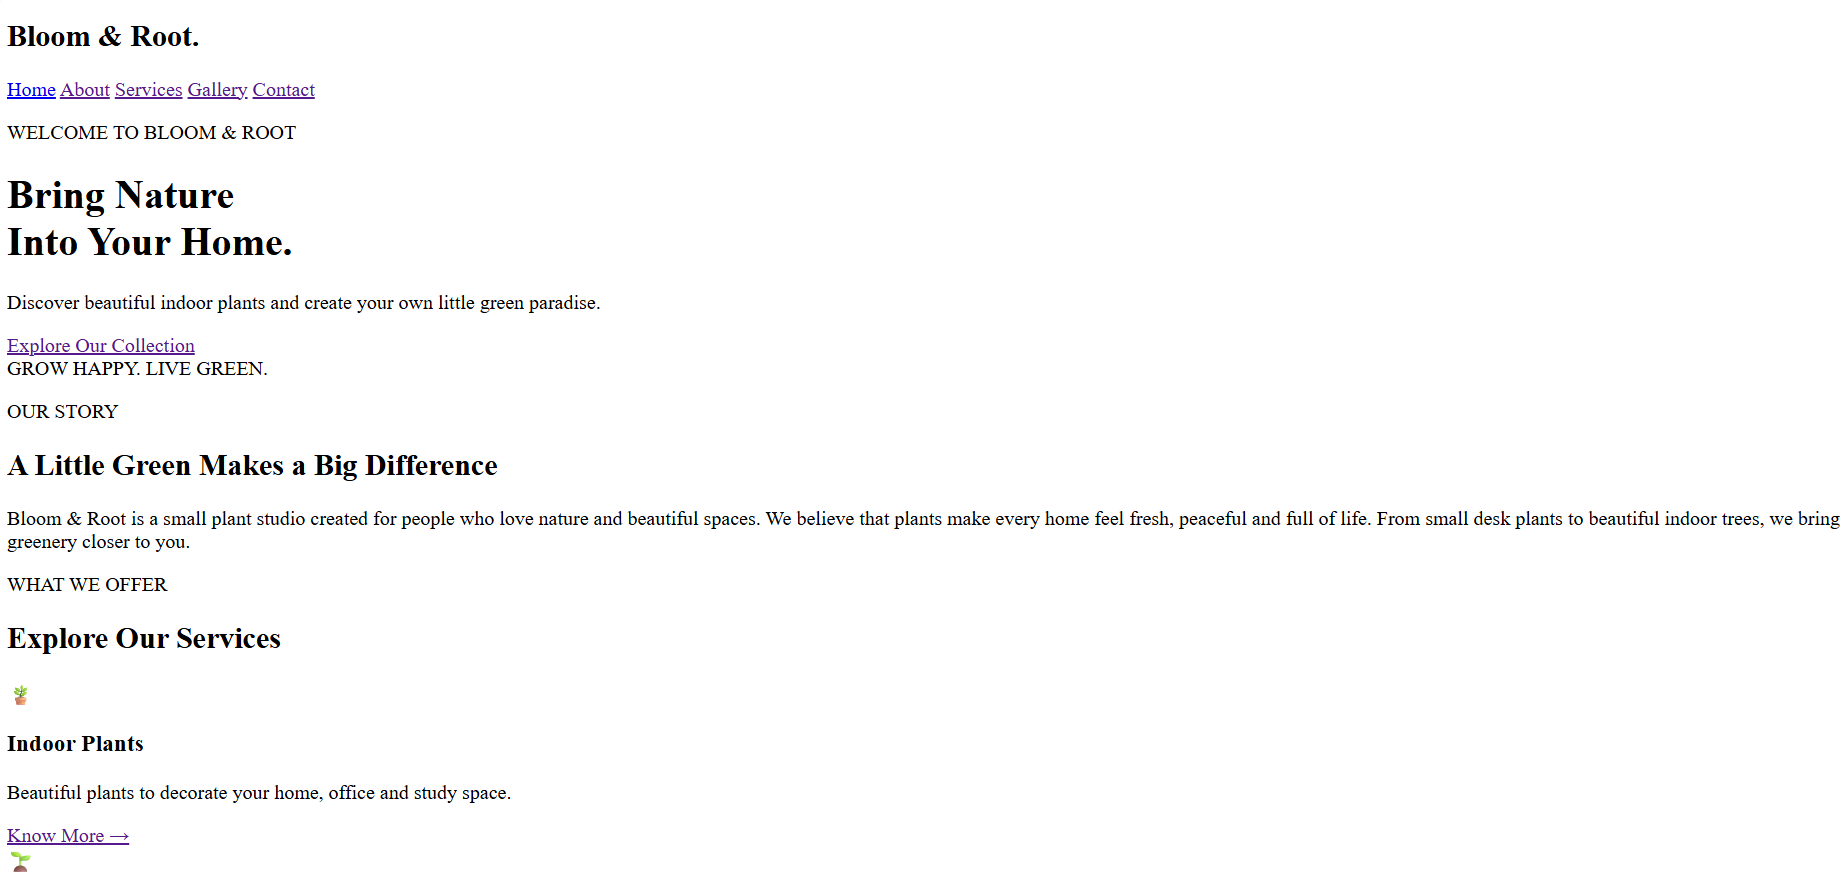 Bloom & Root.
Home About Services Gallery Contact
WELCOME TO BLOOM & ROOT
Bring Nature
Into Your Home.
Discover beautiful indoor plants and create your own little green paradise.
Explore Our Collection
GROW HAPPY. LIVE GREEN.
OUR STORY
A Little Green Makes a Big Difference
Bloom & Root is a small plant studio created for people who love nature and beautiful spaces. We believe that plants make every home feel fresh, peaceful and full of life. From small desk plants to beautiful indoor trees, we bring
greenery closer to you.
WHAT WE OFFER
Explore Our Services
Indoor Plants
Beautiful plants to decorate your home, office and study space.
Know More →